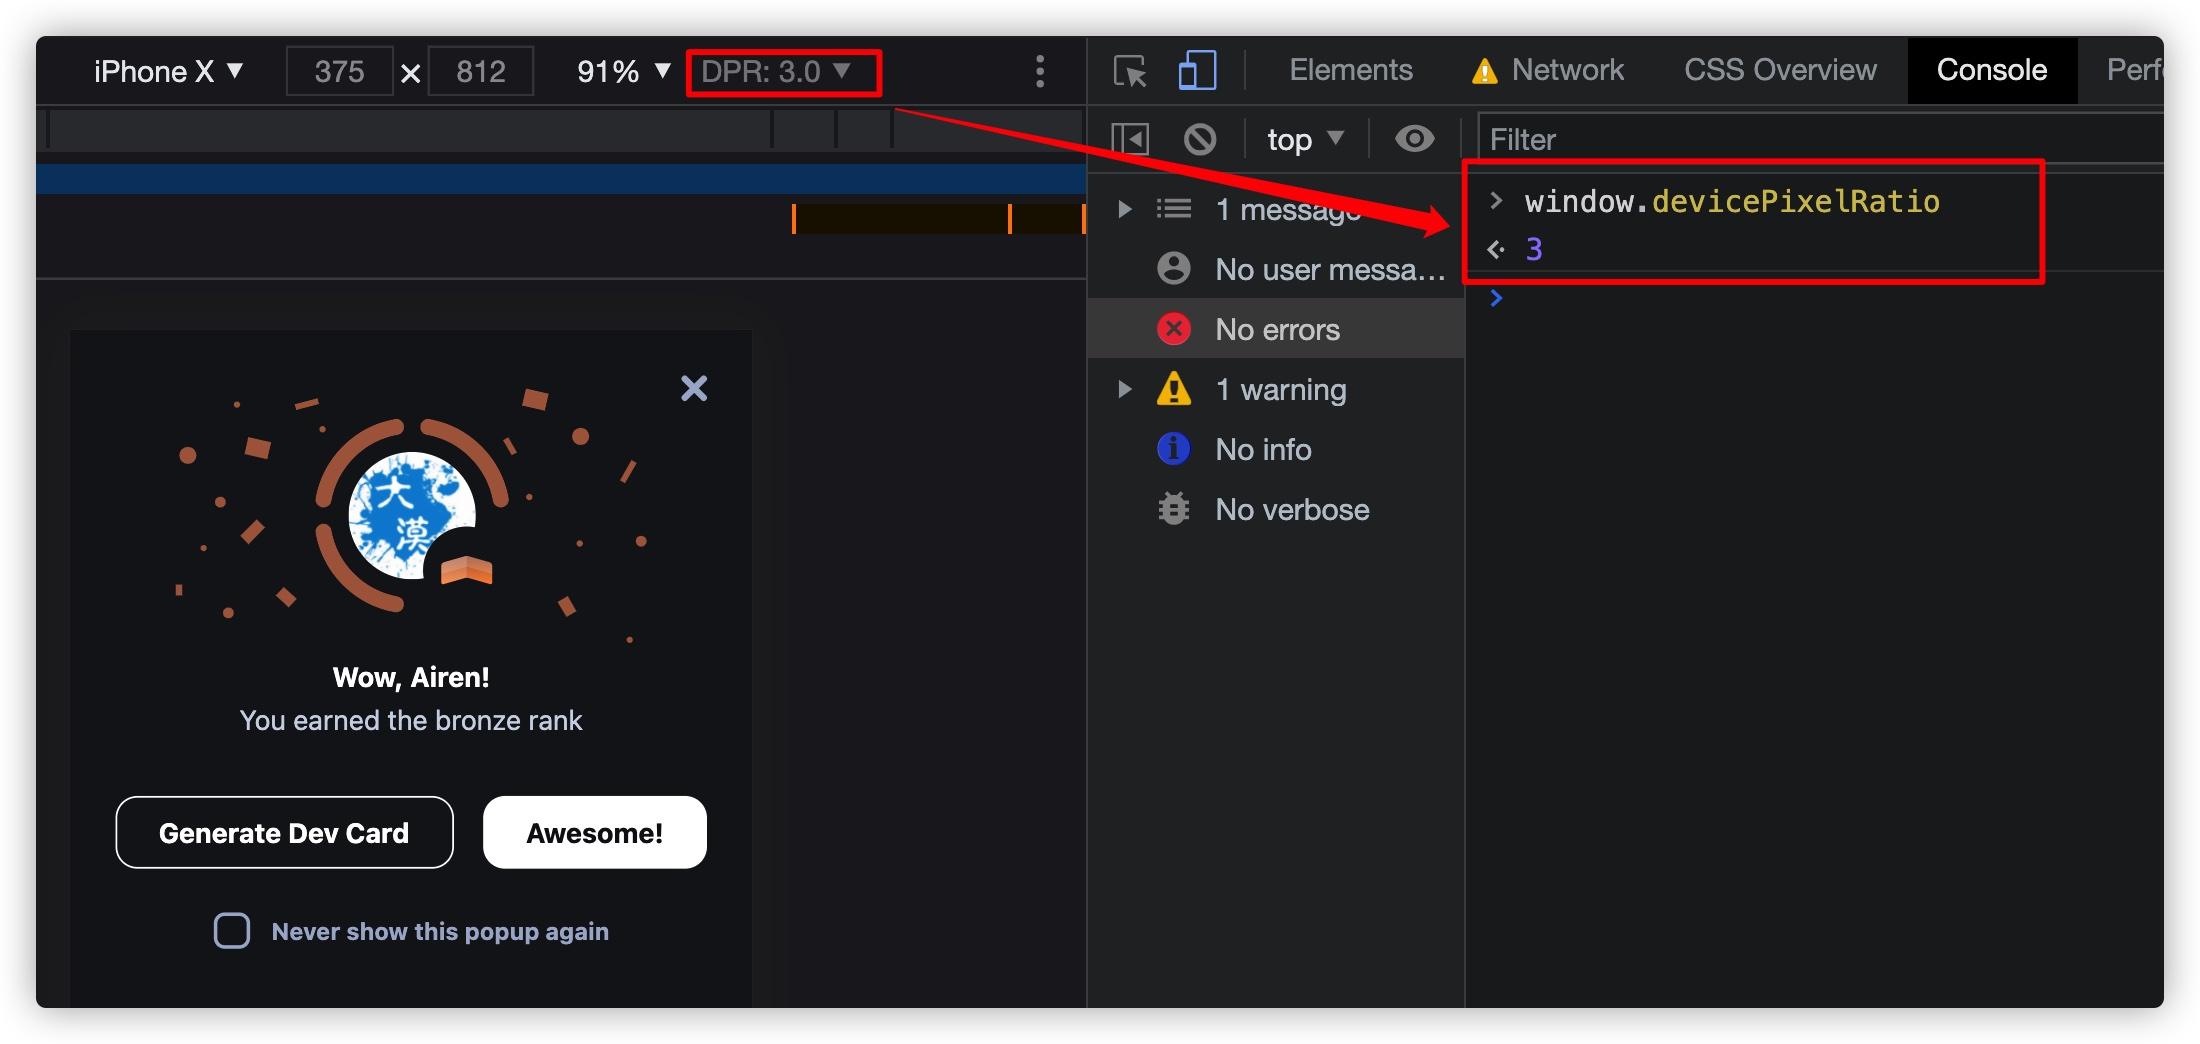 iPhone X ▼ 375 × 812 91% ▼ DPR: 3.0 ▼
Elements Network CSS Overview Console Perf
top ▼ Filter
1 message
No user messa…
No errors
1 warning
No info
No verbose
> window.devicePixelRatio
3
大
漠
Wow, Airen!
You earned the bronze rank
Generate Dev Card Awesome!
Never show this popup again